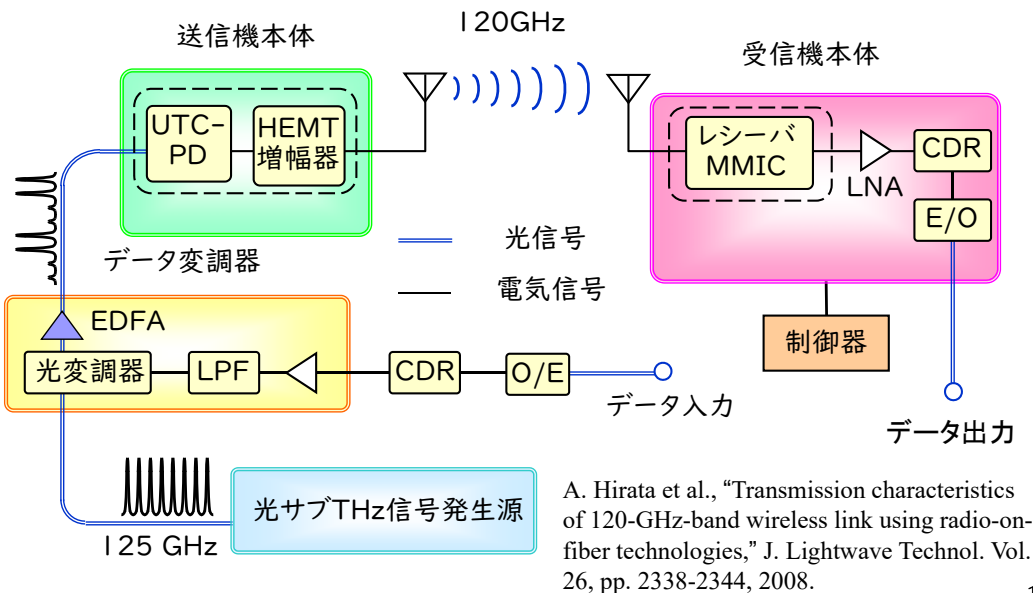 120GHz
送信機本体
受信機本体
UTC-
PD
HEMT
増幅器
レシーバ
MMIC
LNA
CDR
E/O
データ変調器
光信号
電気信号
EDFA
光変調器
LPF
CDR
O/E
データ入力
制御器
データ出力
125 GHz
光サブTHz信号発生源
A. Hirata et al., “Transmission characteristics
of 120-GHz-band wireless link using radio-on-
fiber technologies,” J. Lightwave Technol. Vol.
26, pp. 2338-2344, 2008.